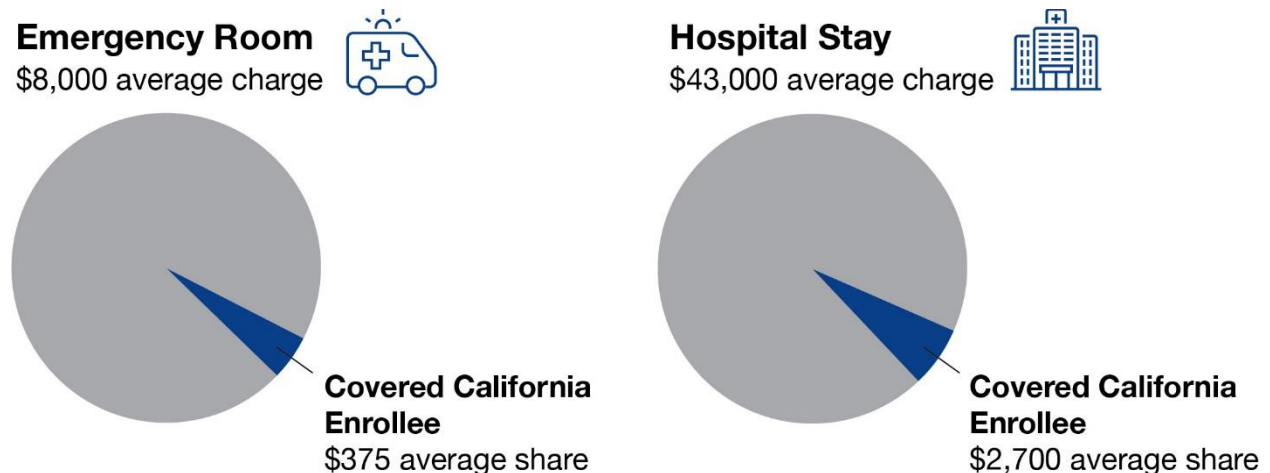 Emergency Room
$8,000 average charge
Covered California
Enrollee
$375 average share
Hospital Stay
$43,000 average charge
Covered California
Enrollee
$2,700 average share